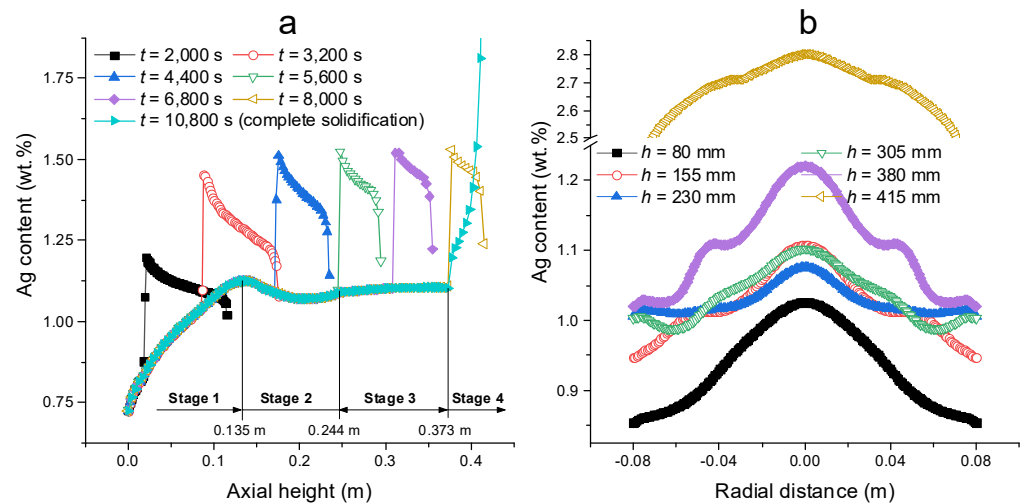 a
t = 2,000 s
t = 3,200 s
t = 4,400 s
t = 5,600 s
t = 6,800 s
t = 8,000 s
t = 10,800 s (complete solidification)
Ag content (wt.%)
1.75
1.50
1.25
1.00
0.75
Stage 1
Stage 2
Stage 3
Stage 4
0.135 m
0.244 m
0.373 m
0.0
0.1
0.2
0.3
0.4
Axial height (m)
b
Ag content (wt.%)
2.8
2.7
2.6
2.5
1.2
1.1
1.0
0.9
h = 80 mm
h = 305 mm
h = 155 mm
h = 380 mm
h = 230 mm
h = 415 mm
-0.08
-0.04
0.00
0.04
0.08
Radial distance (m)